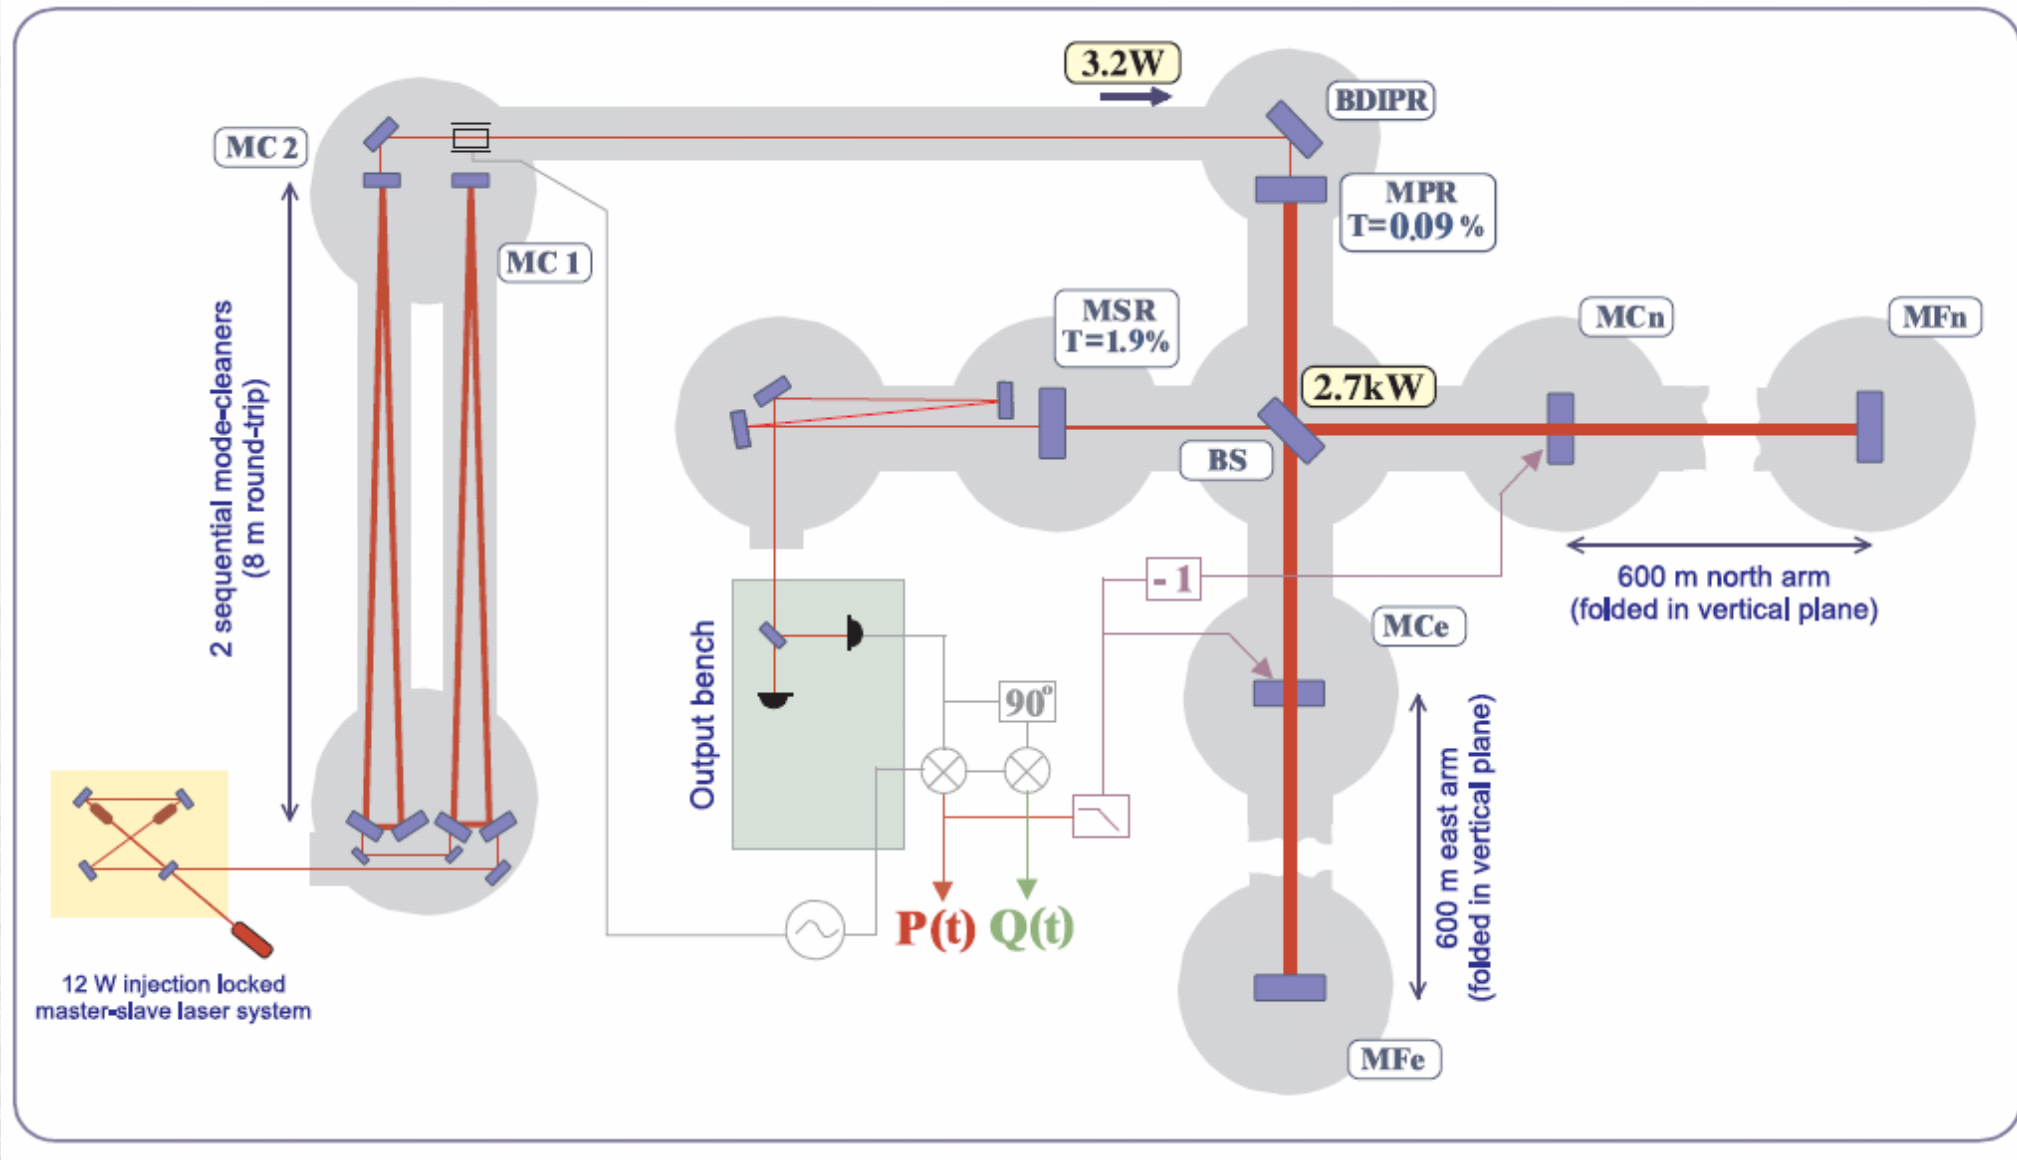 3.2W
BDIPR
MC 2
MPR
T=0.09 %
MC 1
MSR
T=1.9%
MCn
MFn
2.7kW
BS
2 sequential mode-cleaners
(8 m round-trip)
600 m north arm
(folded in vertical plane)
- 1
MCe
Output bench
90°
600 m east arm
(folded in vertical plane)
P(t) Q(t)
12 W injection locked
master-slave laser system
MFe